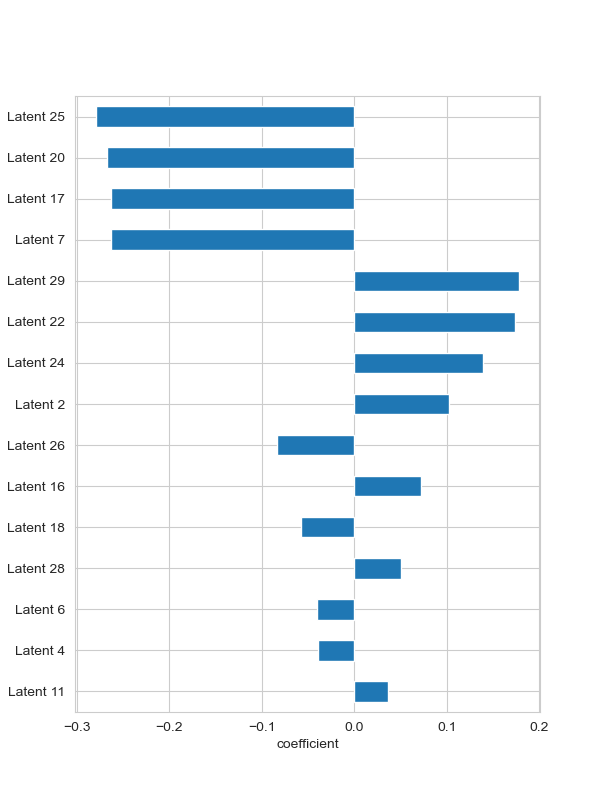 Latent 25
Latent 20
Latent 17
Latent 7
Latent 29
Latent 22
Latent 24
Latent 2
Latent 26
Latent 16
Latent 18
Latent 28
Latent 6
Latent 4
Latent 11
−0.3 −0.2 −0.1 0.0 0.1 0.2
coefficient